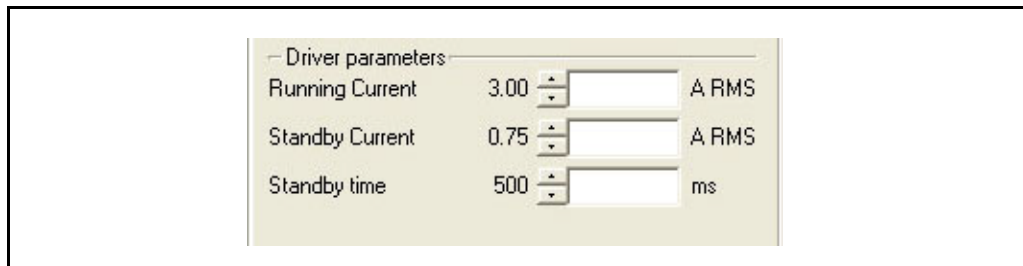 Driver parameters
Running Current 3.00 A RMS
Standby Current 0.75 A RMS
Standby time 500 ms